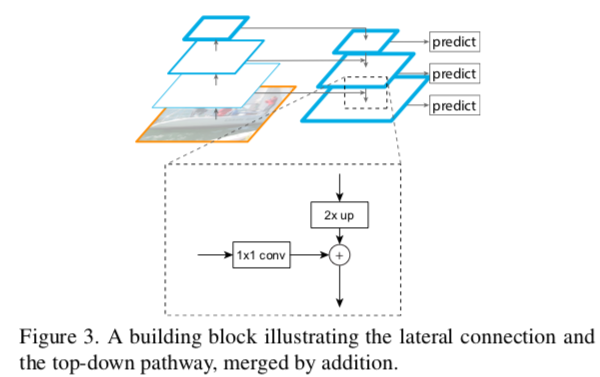 predict
predict
predict
2x up
1x1 conv
+
Figure 3. A building block illustrating the lateral connection and
the top-down pathway, merged by addition.